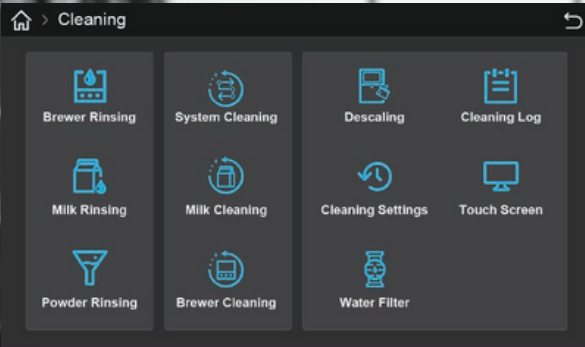 > Cleaning
Brewer Rinsing
System Cleaning
Descaling
Cleaning Log
Milk Rinsing
Milk Cleaning
Cleaning Settings
Touch Screen
Powder Rinsing
Brewer Cleaning
Water Filter